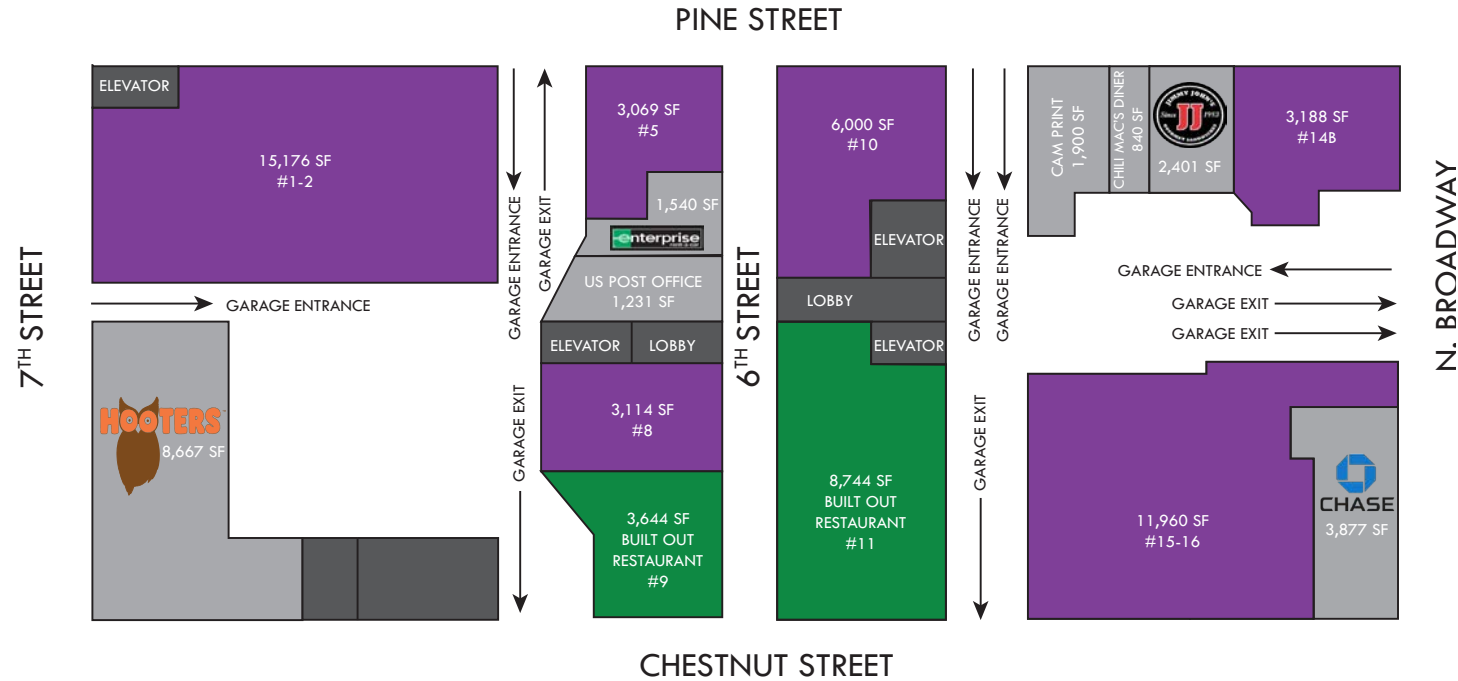 PINE STREET
ELEVATOR
15,176 SF
#1-2
GARAGE ENTRANCE
GARAGE EXIT
3,069 SF
#5
1,540 SF
enterprise
US POST OFFICE
1,231 SF
ELEVATOR
LOBBY
3,114 SF
#8
3,644 SF
BUILT OUT
RESTAURANT
#9
7TH STREET
GARAGE ENTRANCE
HOOTERS
8,667 SF
GARAGE EXIT
6TH STREET
6,000 SF
#10
ELEVATOR
LOBBY
ELEVATOR
8,744 SF
BUILT OUT
RESTAURANT
#11
GARAGE ENTRANCE
GARAGE ENTRANCE
GARAGE EXIT
CAM PRINT
1,900 SF
CHILI MAC'S DINER
840 SF
JIMMY JOHN'S
Since 1983
JJ
2,401 SF
3,188 SF
#14B
GARAGE ENTRANCE
GARAGE EXIT
GARAGE EXIT
N. BROADWAY
11,960 SF
#15-16
CHASE
3,877 SF
CHESTNUT STREET